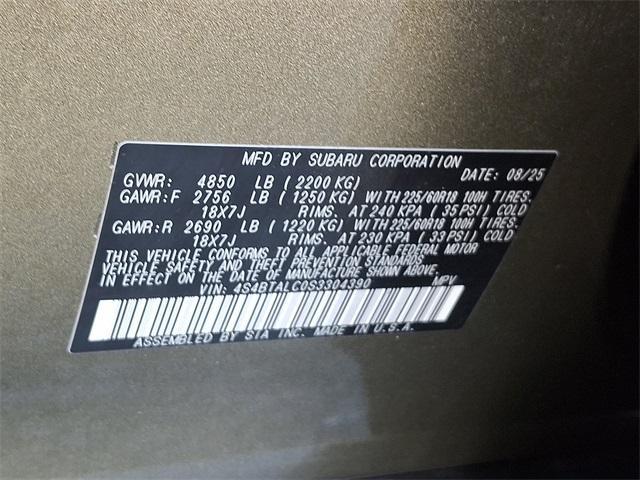 MFD BY SUBARU CORPORATION
DATE: 08/25
GVWR: 4850 LB ( 2200 KG)
GAWR:F 2756 LB ( 1250 KG) WITH 225/60R18 100H TIRES.
18X7J RIMS. AT 240 KPA ( 35 PSI) COLD
GAWR:R 2690 LB ( 1220 KG) WITH 225/60R18 100H TIRES.
18X7J RIMS. AT 230 KPA ( 33 PSI) COLD
THIS VEHICLE CONFORMS TO ALL APPLICABLE FEDERAL MOTOR
VEHICLE SAFETY AND THEFT PREVENTION STANDARDS
IN EFFECT ON THE DATE OF MANUFACTURE SHOWN ABOVE.
VIN: 4S4BTALC0S3304390 MPV
ASSEMBLED BY SIA INC. MADE IN U.S.A.